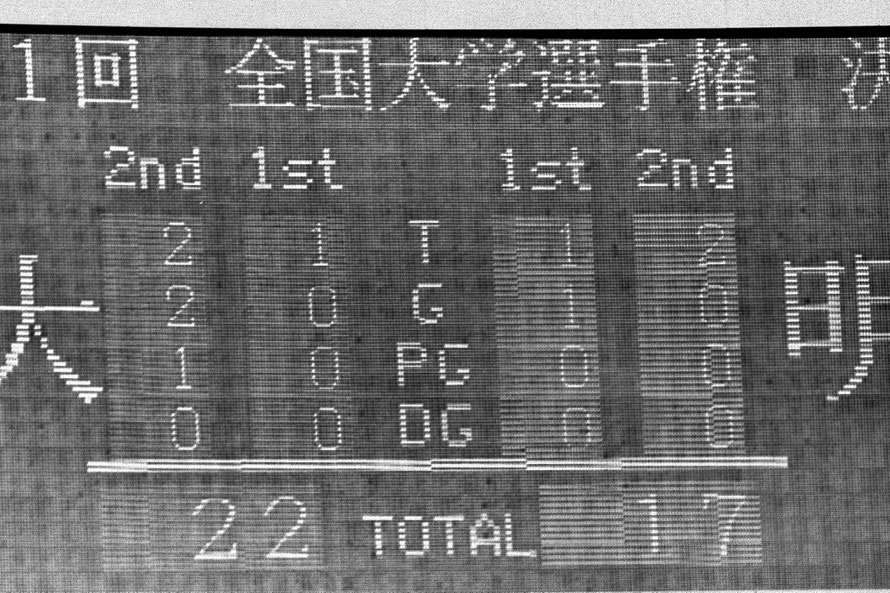 1回 全国大学選手権 決
2nd 1st 1st 2nd
2 1 T 1 2
大 2 0 G 1 0 明
1 0 PG 0 0
0 0 DG 0 0
22 TOTAL 17